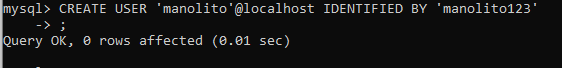 mysql> CREATE USER 'manolito'@localhost IDENTIFIED BY 'manolito123'
    -> ;
Query OK, 0 rows affected (0.01 sec)